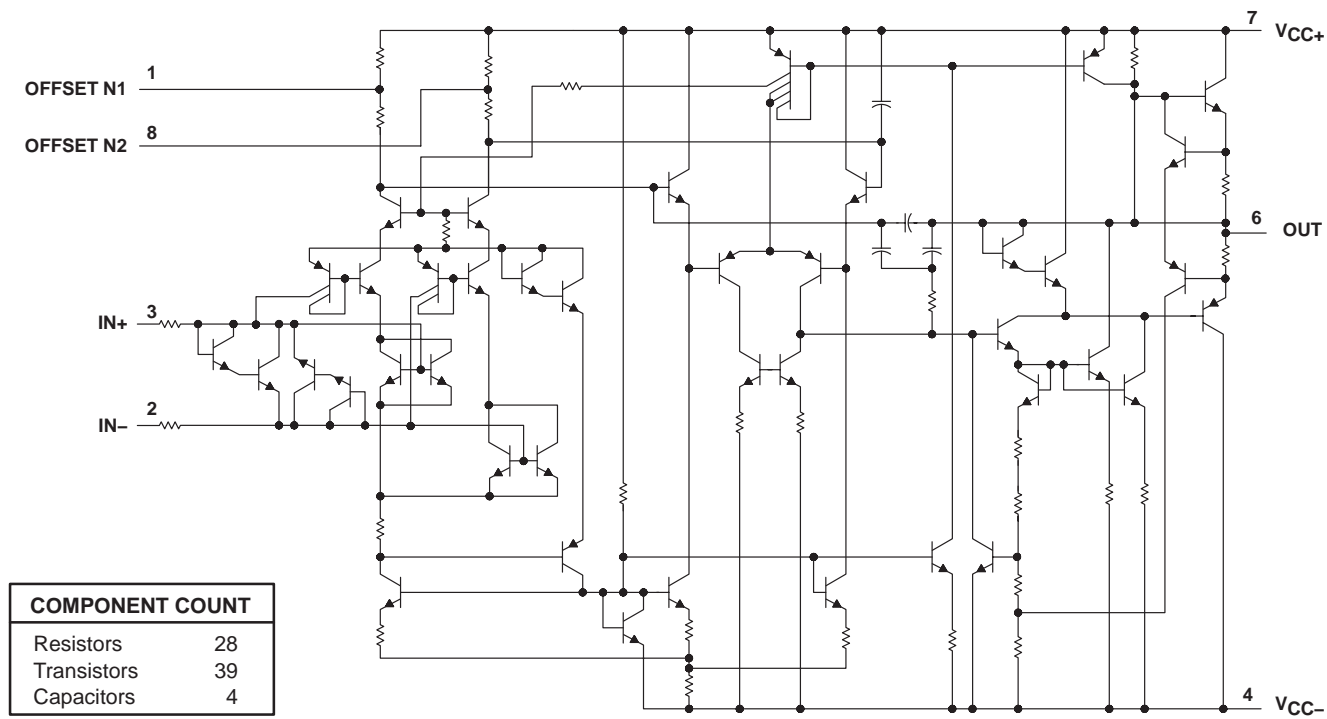 7
VCC+
1
OFFSET N1
8
OFFSET N2
6
OUT
3
IN+
2
IN–
COMPONENT COUNT
Resistors 28
Transistors 39
Capacitors 4
4
VCC–